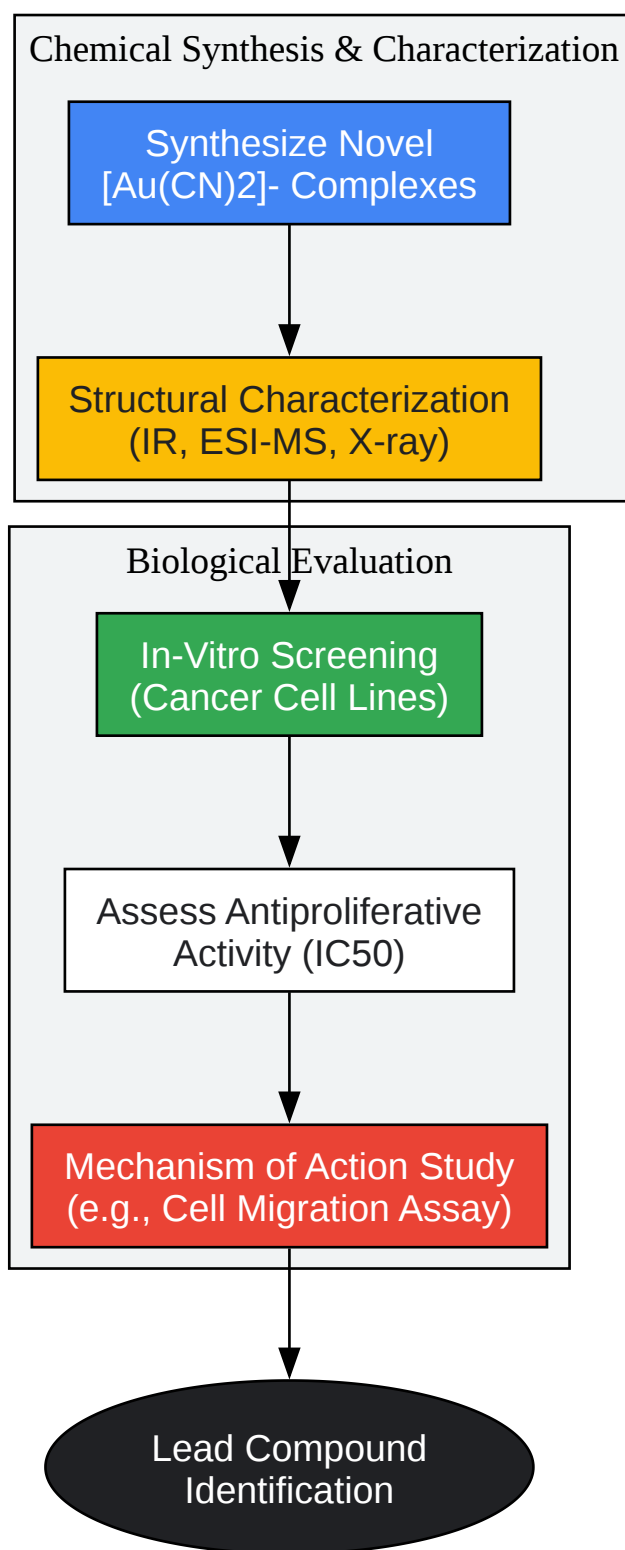 Chemical Synthesis & Characterization
Synthesize Novel
[Au(CN)2]- Complexes
Structural Characterization
(IR, ESI-MS, X-ray)
Biological Evaluation
In-Vitro Screening
(Cancer Cell Lines)
Assess Antiproliferative
Activity (IC50)
Mechanism of Action Study
(e.g., Cell Migration Assay)
Lead Compound
Identification